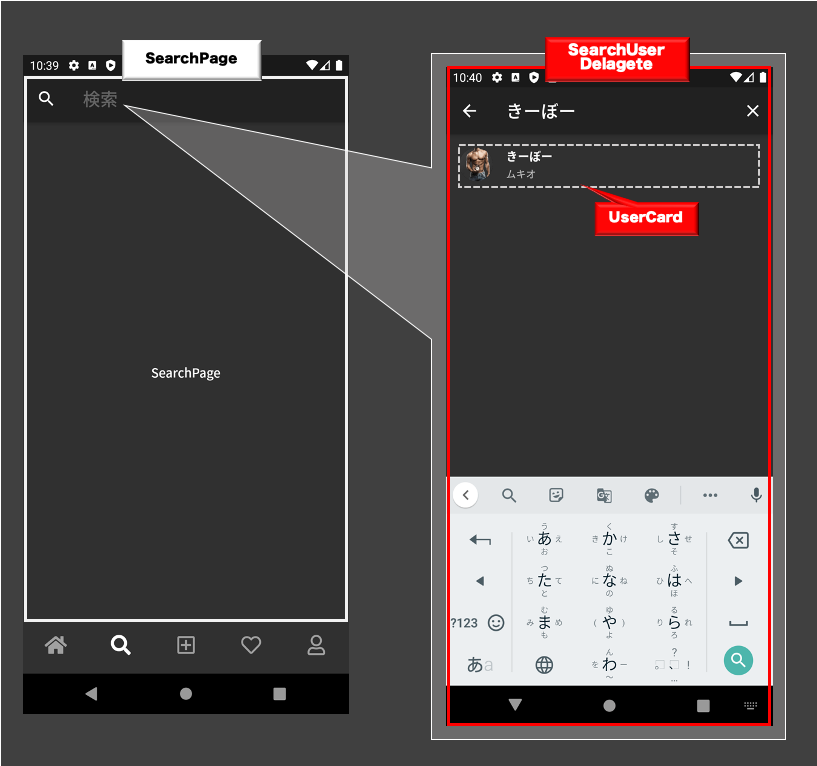 SearchPage
10:39
検索
SearchPage
SearchUser
Delagete
10:40
きーぼー
きーぼー
ムキオ
UserCard
う く す
い あ え き か け し さ せ
お こ そ
つ ぬ ふ
ち た て に な ね ひ は へ
と の ほ
む ゆ る
?123 み ま め ( や ) り ら れ
も よ ろ
ん ?
あa を わ ー 。 、 !
〜 …